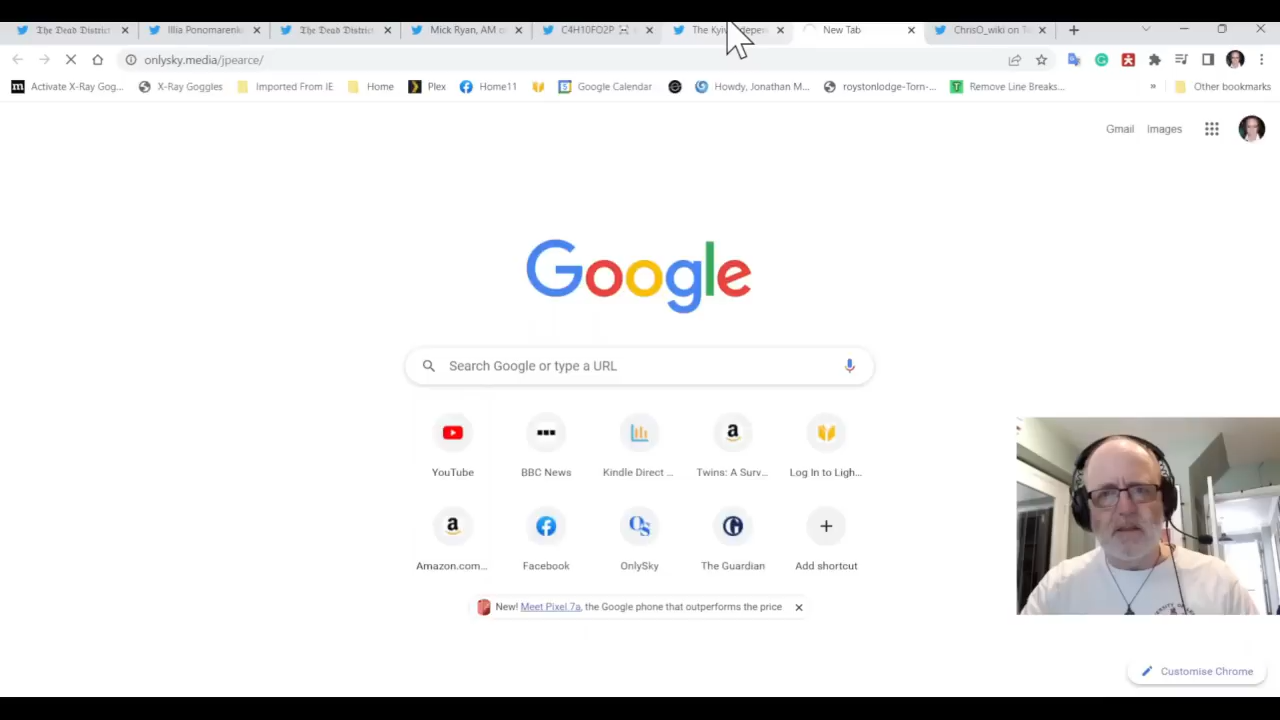 The Dead District
Illia Ponomarenk
The Dead District
Mick Ryan, AM o
C4H10FO2P
The Kyiv Indepen
New Tab
ChrisO_wiki on T
onlysky.media/jpearce/
Activate X-Ray Gog...
X-Ray Goggles
Imported From IE
Home
Plex
Home11
Google Calendar
Howdy, Jonathan M...
roystonlodge-Torn-...
Remove Line Breaks...
»
Other bookmarks
Gmail
Images
Google
Search Google or type a URL
YouTube
BBC News
Kindle Direct ...
Twins: A Surv...
Log In to Ligh...
Amazon.com...
Facebook
OnlySky
The Guardian
Add shortcut
New! Meet Pixel 7a, the Google phone that outperforms the price
Customise Chrome